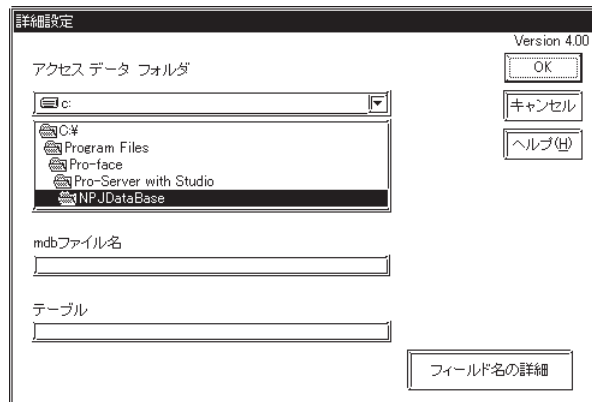 詳細設定
Version 4.00
アクセス データ フォルダ
OK
c:
キャンセル
C:¥
Program Files
ヘルプ(H)
Pro-face
Pro-Server with Studio
NPJDataBase
mdbファイル名
テーブル
フィールド名の詳細